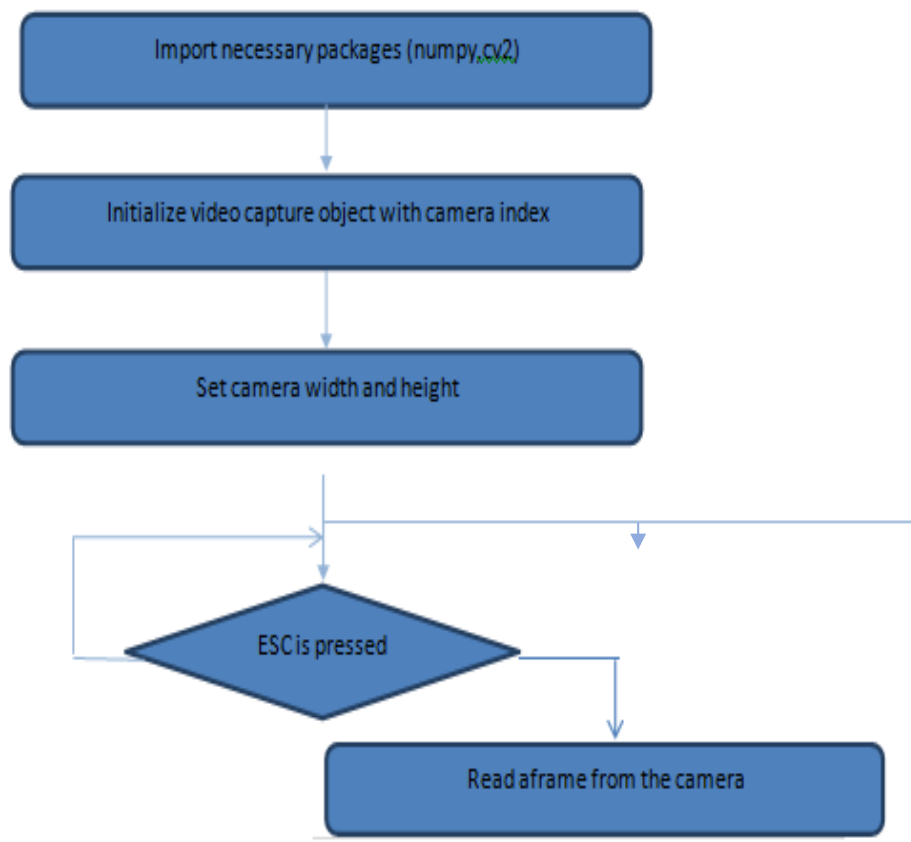 Import necessary packages (numpy,cv2)
Initialize video capture object with camera index
Set camera width and height
ESC is pressed
Read aframe from the camera